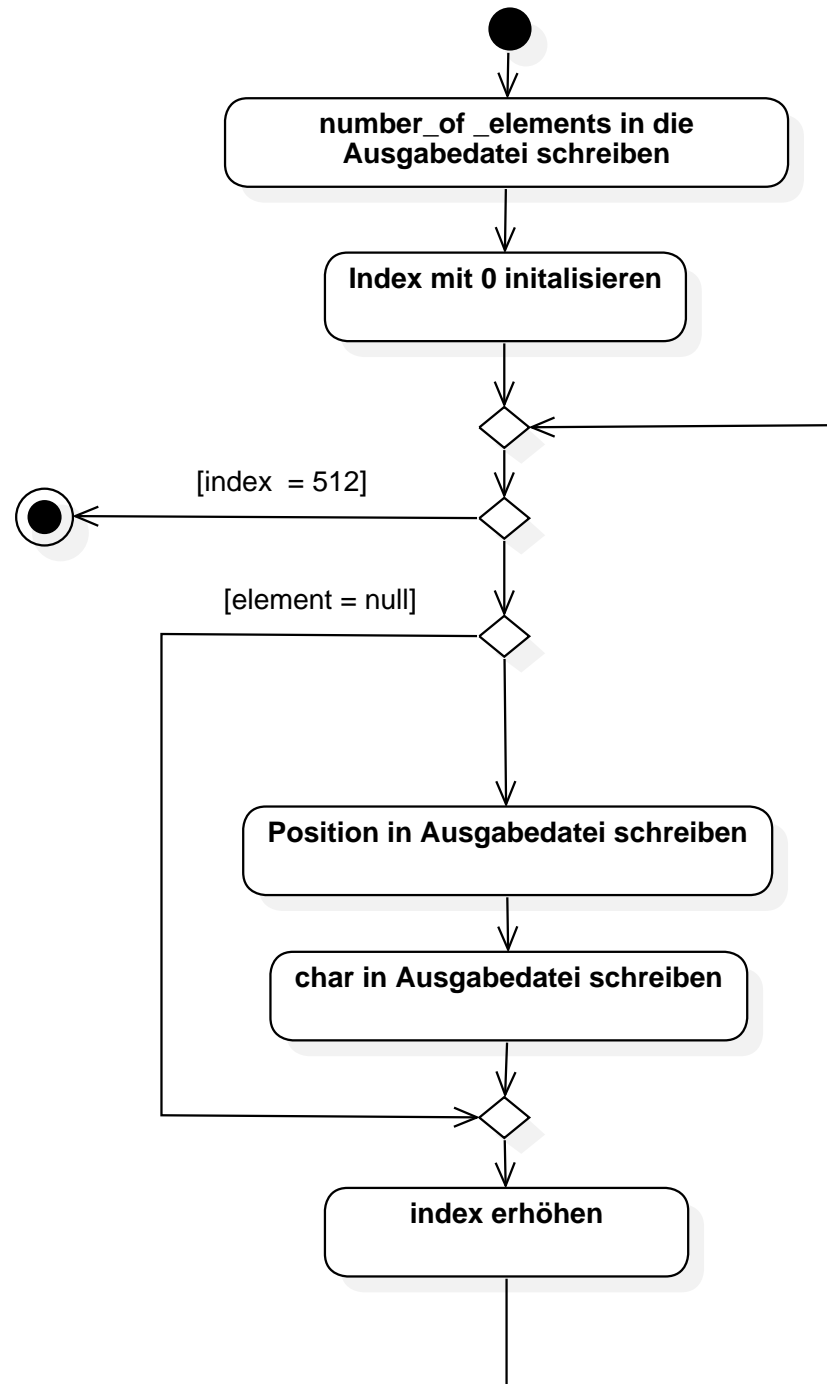 number_of _elements in die
Ausgabedatei schreiben
Index mit 0 initalisieren
[index  = 512]
[element = null]
Position in Ausgabedatei schreiben
char in Ausgabedatei schreiben
index erhöhen